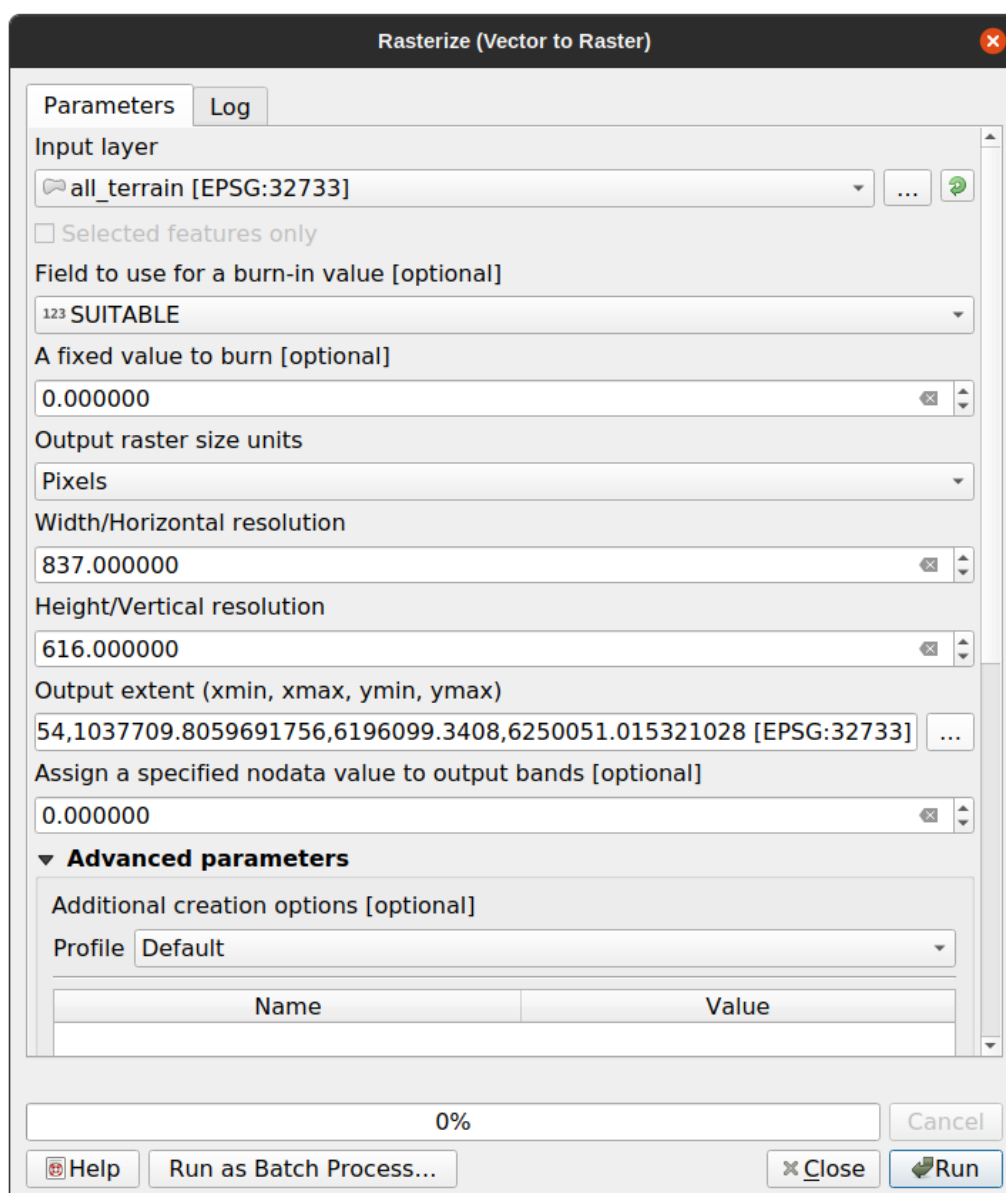 Rasterize (Vector to Raster)
Parameters Log
Input layer
all_terrain [EPSG:32733] ...
Selected features only
Field to use for a burn-in value [optional]
123 SUITABLE
A fixed value to burn [optional]
0.000000
Output raster size units
Pixels
Width/Horizontal resolution
837.000000
Height/Vertical resolution
616.000000
Output extent (xmin, xmax, ymin, ymax)
54,1037709.8059691756,6196099.3408,6250051.015321028 [EPSG:32733] ...
Assign a specified nodata value to output bands [optional]
0.000000
Advanced parameters
Additional creation options [optional]
Profile Default
Name Value
0% Cancel
Help Run as Batch Process... Close Run